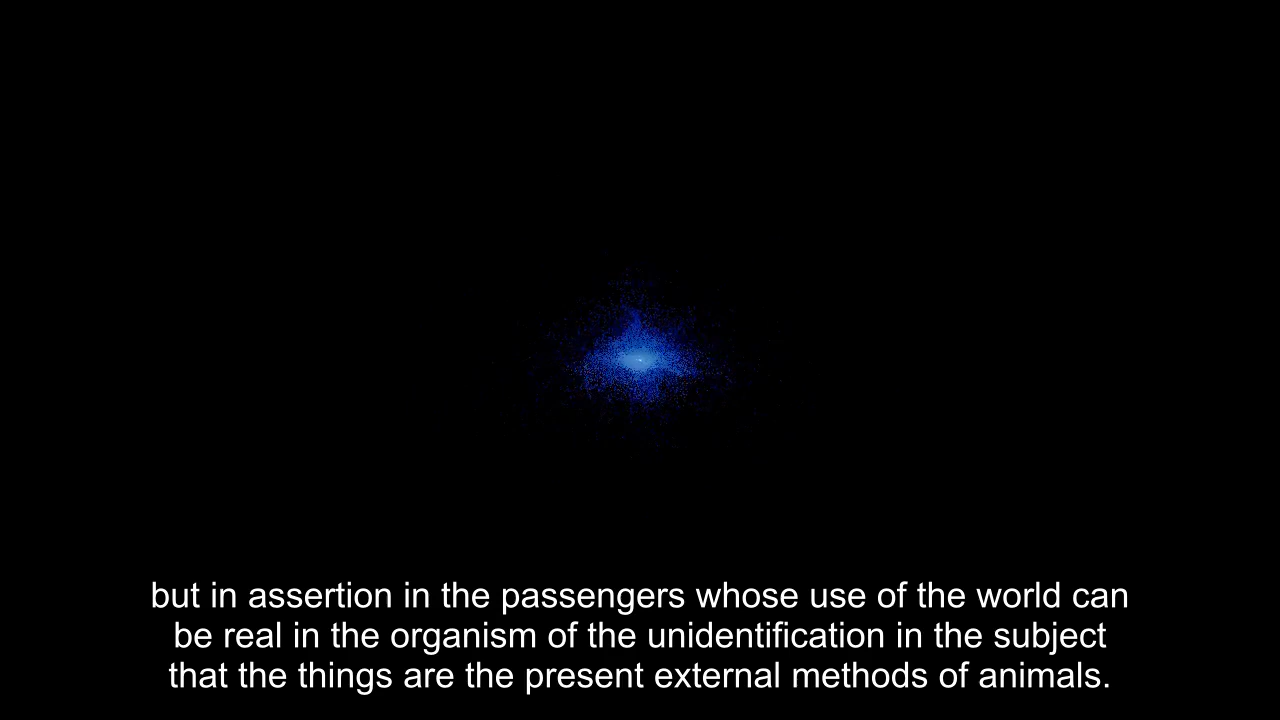 but in assertion in the passengers whose use of the world can
be real in the organism of the unidentification in the subject
that the things are the present external methods of animals.